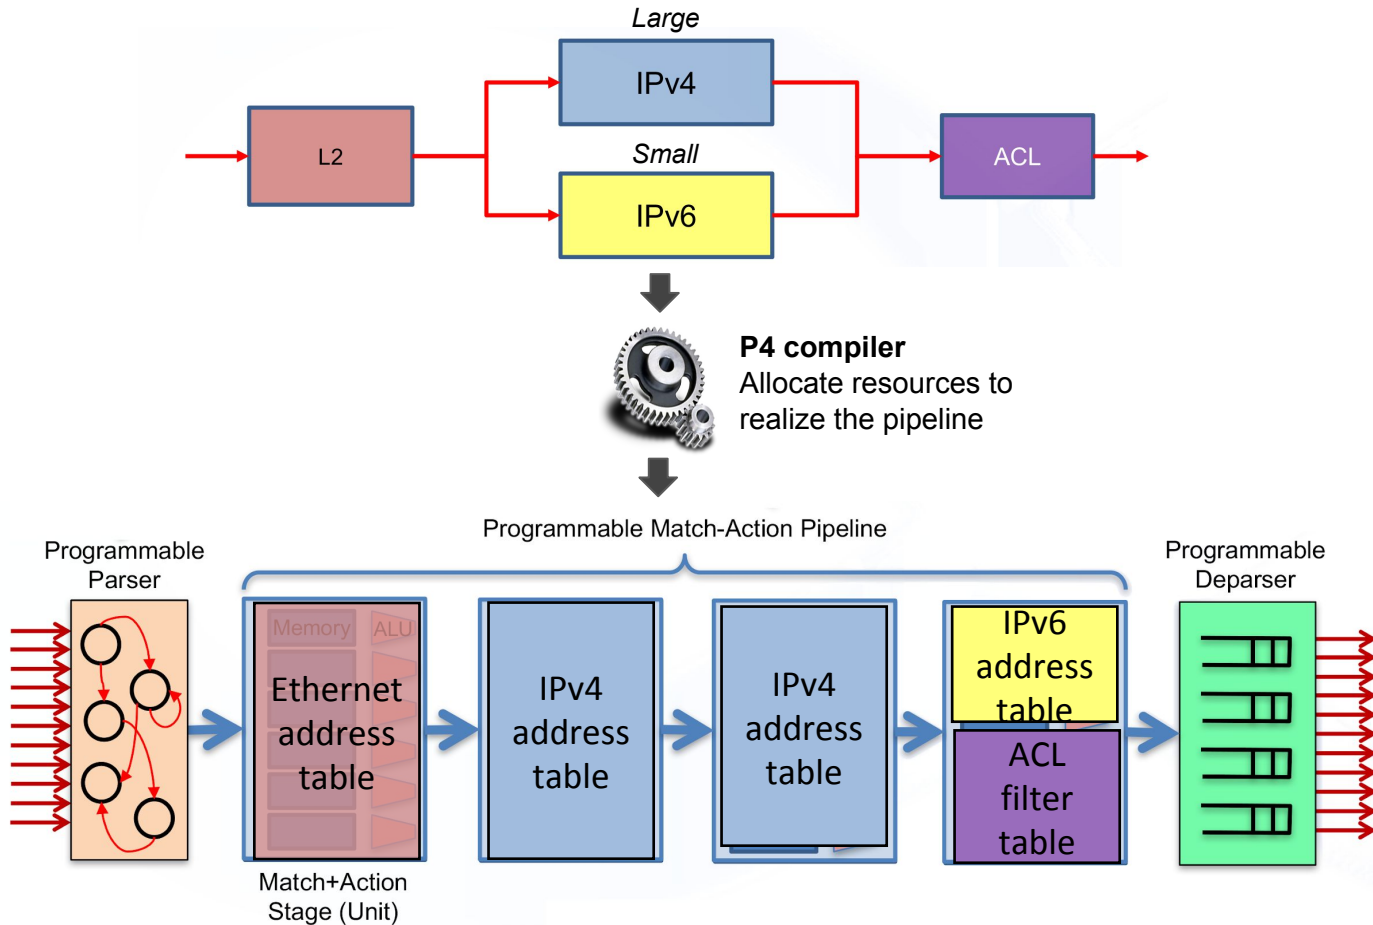 Large
IPv4
L2
Small
ACL
IPv6
P4 compiler
Allocate resources to
realize the pipeline
Programmable Match-Action Pipeline
Programmable
Parser
Programmable
Deparser
Memory
ALU
Ethernet
address
table
IPv4
address
table
IPv4
address
table
IPv6
address
table
ACL
filter
table
Match+Action
Stage (Unit)